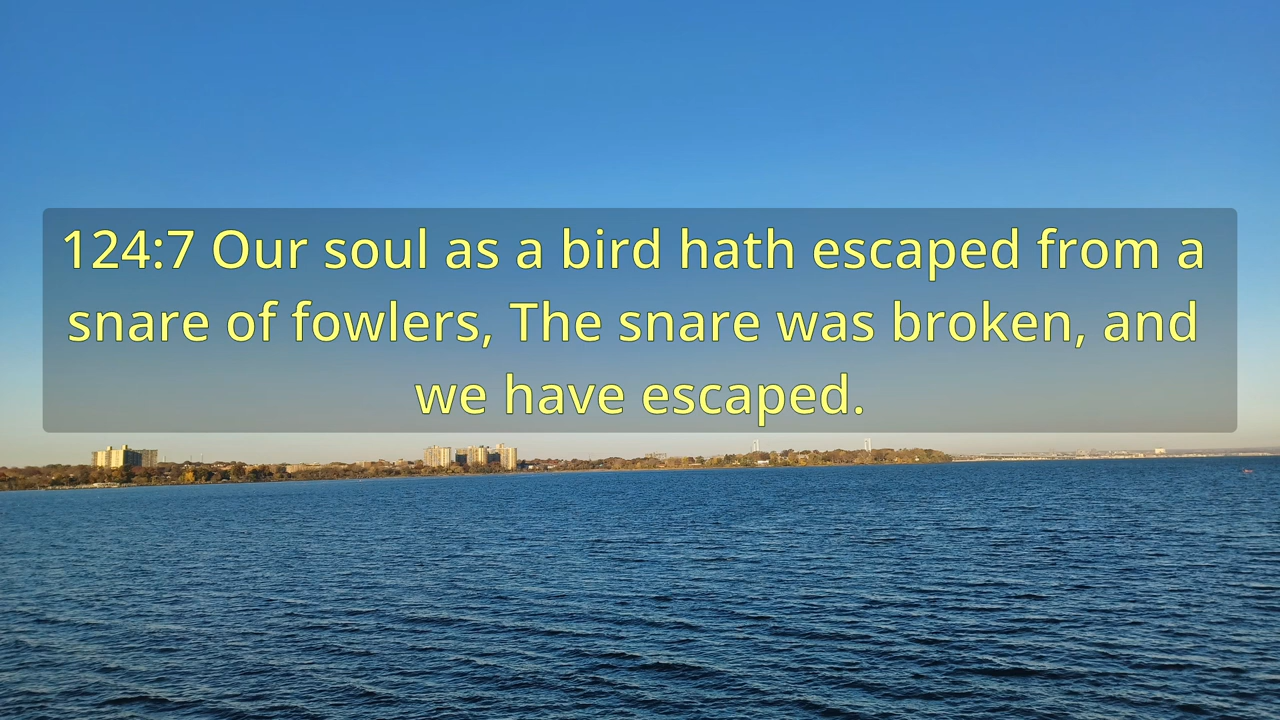 124:7 Our soul as a bird hath escaped from a
snare of fowlers, The snare was broken, and
we have escaped.